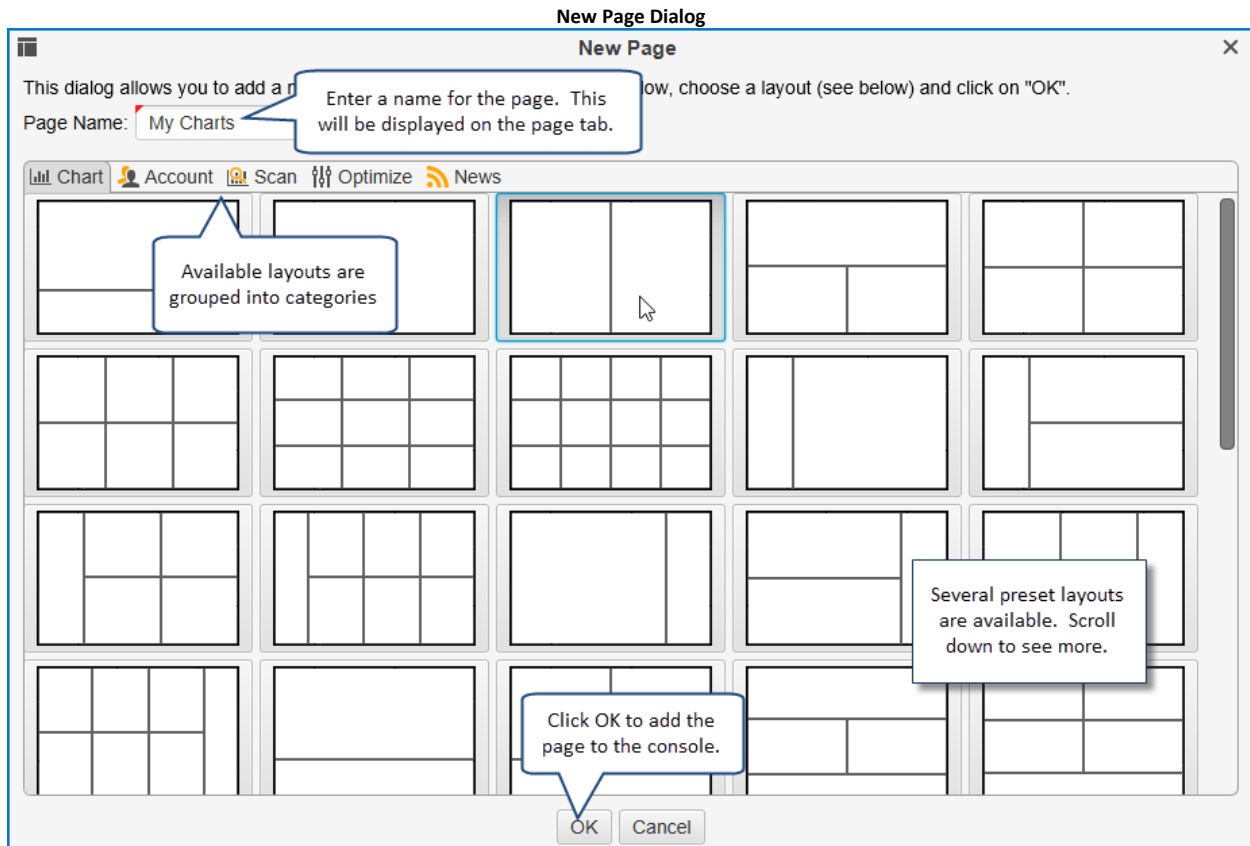 New Page Dialog
New Page
This dialog allows you to add a low, choose a layout (see below) and click on "OK".
Page Name: My Charts
Enter a name for the page. This
will be displayed on the page tab.
Chart Account Scan Optimize News
Available layouts are
grouped into categories
Several preset layouts
are available. Scroll
down to see more.
Click OK to add the
page to the console.
OK Cancel